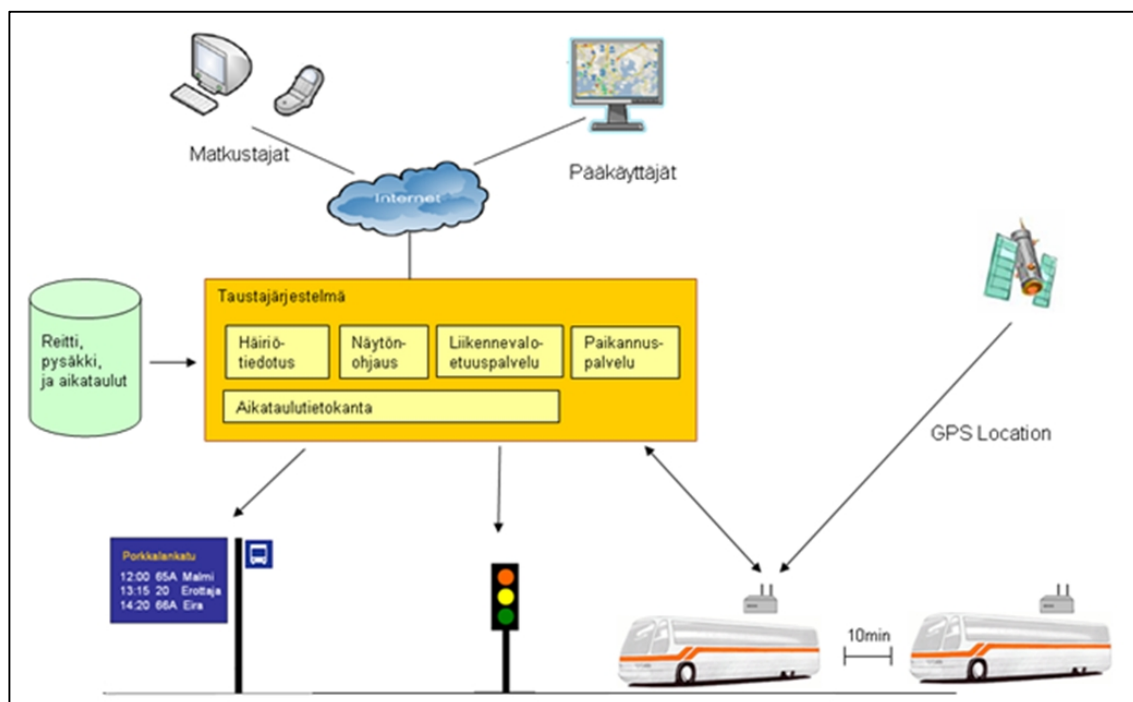 Matkustajat
Pääkäyttäjät
Internet
Taustajärjestelmä
Reitti,
pysäkki,
ja aikataulut
Häiriö-
tiedotus
Näytön-
ohjaus
Liikennevalo-
etuuspalvelu
Paikannus-
palvelu
Aikataulutietokanta
GPS Location
Porkkalankatu
12:00 65A Malmi
13:15 20 Erottaja
14:20 66A Eira
10min